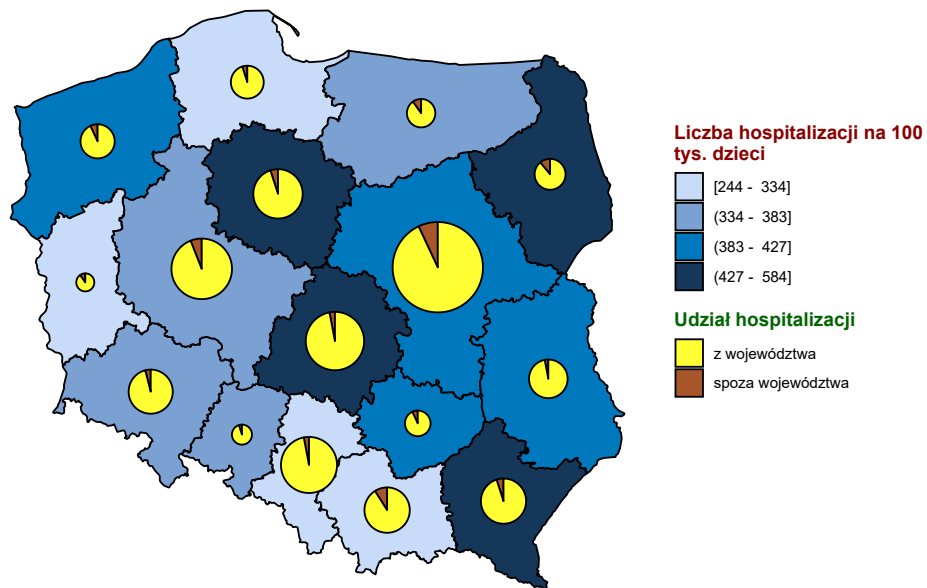 Liczba hospitalizacji na 100
tys. dzieci
[244 - 334]
(334 - 383]
(383 - 427]
(427 - 584]
Udział hospitalizacji
z województwa
spoza województwa